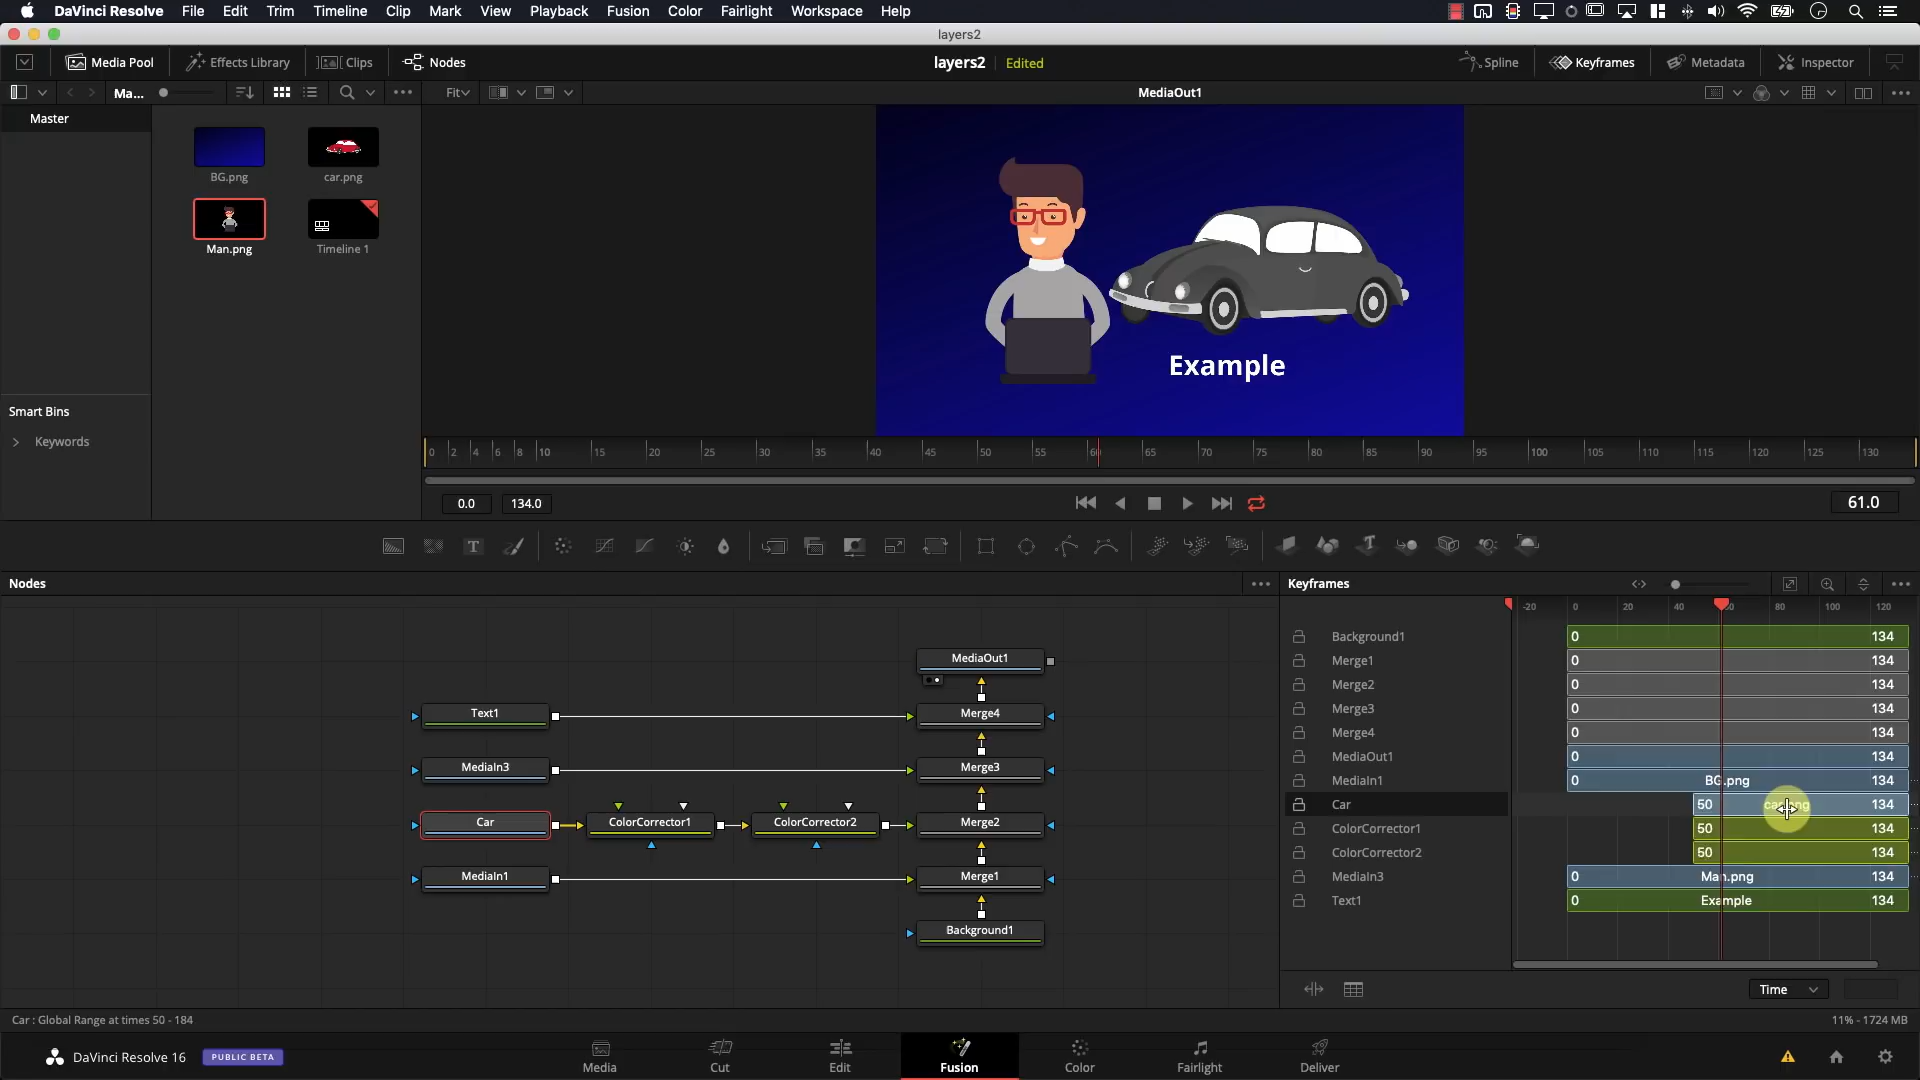 DaVinci Resolve File Edit Trim Timeline Clip Mark View Playback Fusion Color Fairlight Workspace Help
layers2
Media Pool Effects Library Clips Nodes layers2 Edited Spline Keyframes Metadata Inspector
Ma... Fit MediaOut1
Master
BG.png car.png
Man.png Timeline 1
Example
Smart Bins
Keywords
0 2 4 6 8 10 15 20 25 30 35 40 45 50 55 65 70 75 80 85 90 95 100 105 110 115 120 125 130
0.0 134.0 61.0
Nodes
Keyframes
-20 0 20 40 80 100 120
MediaOut1
Text1 Merge4
MediaIn3 Merge3
Car ColorCorrector1 ColorCorrector2 Merge2
MediaIn1 Merge1
Background1
Background1 0 134
Merge1 0 134
Merge2 0 134
Merge3 0 134
Merge4 0 134
MediaOut1 0 134
MediaIn1 0 BG.png 134
Car 50 134
ColorCorrector1 50 134
ColorCorrector2 50 134
MediaIn3 0 Man.png 134
Text1 0 Example 134
Time
Car : Global Range at times 50 - 184 11% - 1724 MB
DaVinci Resolve 16 PUBLIC BETA Media Cut Edit Fusion Color Fairlight Deliver